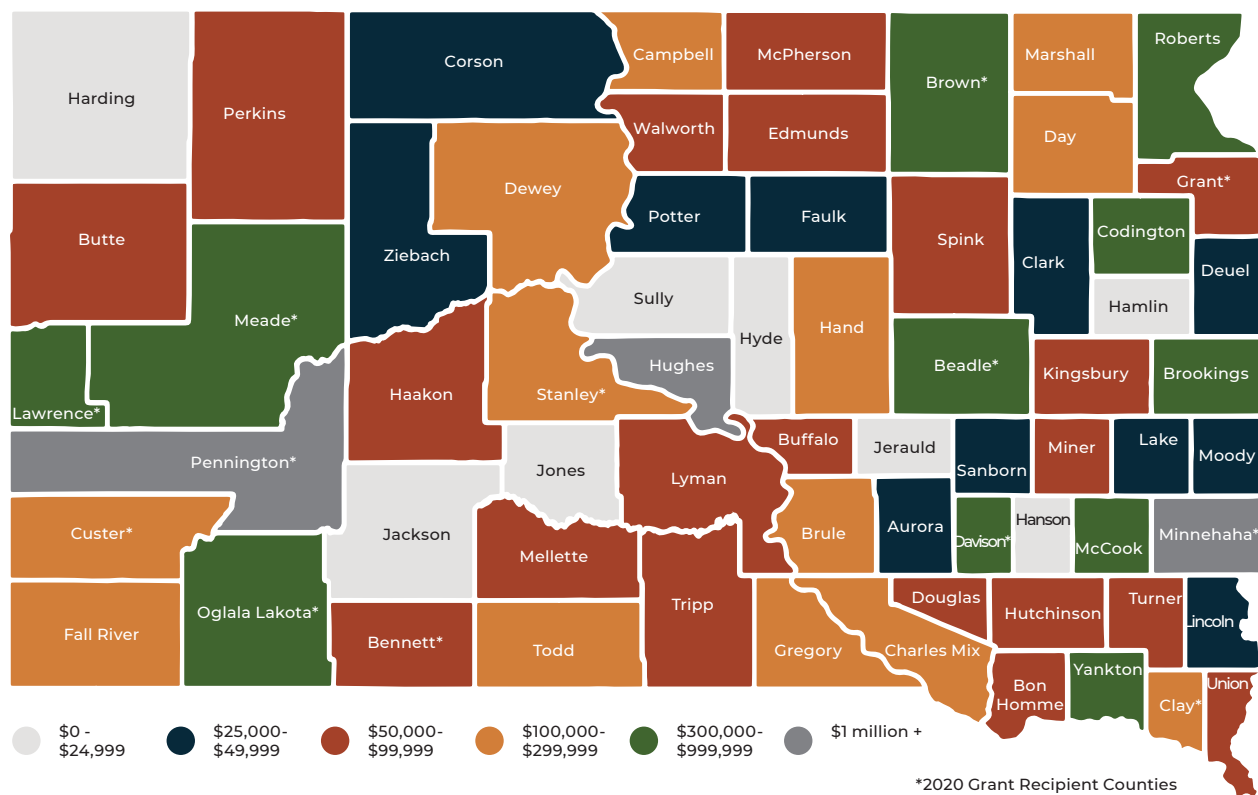 Harding
Perkins
Corson
Campbell
McPherson
Brown*
Marshall
Roberts
Walworth
Edmunds
Day
Grant*
Butte
Dewey
Ziebach
Potter
Faulk
Spink
Clark
Codington
Deuel
Meade*
Sully
Hyde
Hand
Hamlin
Lawrence*
Haakon
Stanley*
Hughes
Beadle*
Kingsbury
Brookings
Pennington*
Jones
Lyman
Buffalo
Jerauld
Sanborn
Miner
Lake
Moody
Custer*
Jackson
Mellette
Brule
Aurora
Davison*
Hanson
McCook
Minnehaha*
Fall River
Oglala Lakota*
Bennett*
Todd
Tripp
Gregory
Charles Mix
Douglas
Hutchinson
Turner
Lincoln
Bon
Homme
Yankton
Clay*
Union
$0 -
$24,999
$25,000-
$49,999
$50,000-
$99,999
$100,000-
$299,999
$300,000-
$999,999
$1 million +
*2020 Grant Recipient Counties